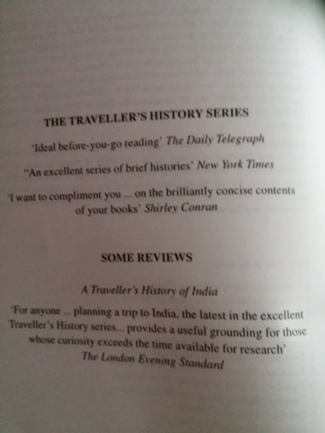 THE TRAVELLER'S HISTORY SERIES
'Ideal before-you-go reading' The Daily Telegraph
"An excellent series of brief histories' New York Times
'I want to compliment you ... on the brilliantly concise contents
of your books' Shirley Conran
SOME REVIEWS
A Traveller's History of India
'For anyone ... planning a trip to India, the latest in the excellent
Traveller's History series... provides a useful grounding for those
whose curiosity exceeds the time available for research'
The London Evening Standard